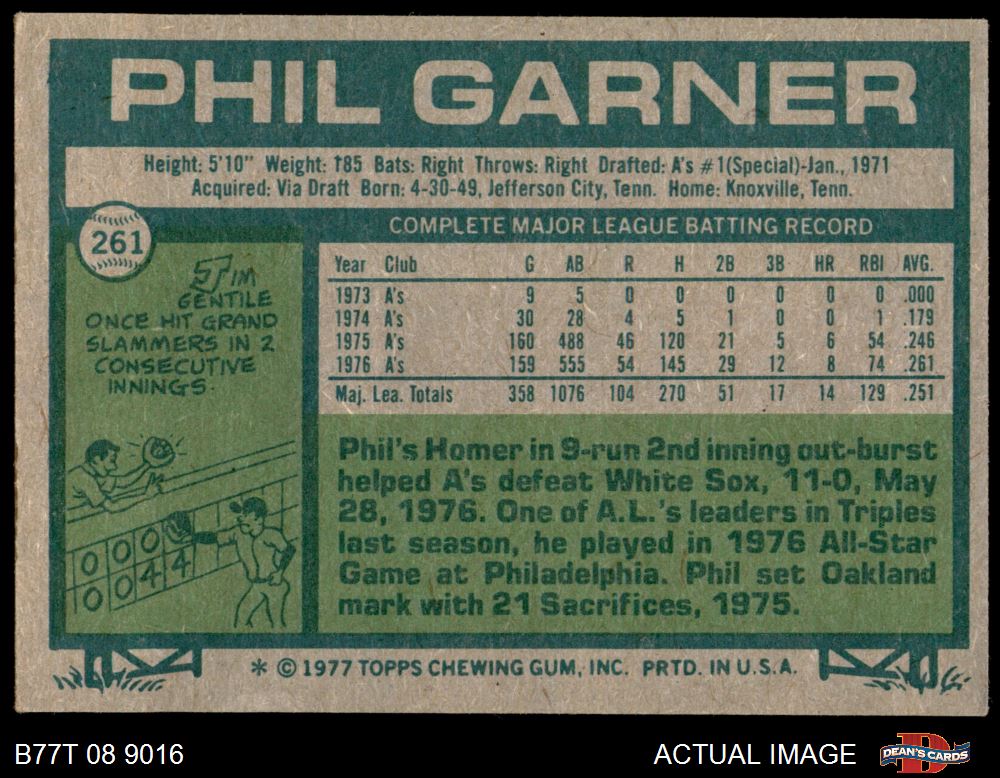 PHIL GARNER
Height: 5'10" Weight: 185 Bats: Right Throws: Right Drafted: A's #1(Special)-Jan., 1971
Acquired: Via Draft Born: 4-30-49, Jefferson City, Tenn. Home: Knoxville, Tenn.
261
JIM
GENTILE
ONCE HIT GRAND
SLAMMERS IN 2
CONSECUTIVE
INNINGS.
0 0 0 4
0 0 4
COMPLETE MAJOR LEAGUE BATTING RECORD
Year Club G AB R H 2B 3B HR RBI AVG.
1973 A's 9 5 0 0 0 0 0 0 .000
1974 A's 30 28 4 5 1 0 0 1 .179
1975 A's 160 488 46 120 21 5 6 54 .246
1976 A's 159 555 54 145 29 12 8 74 .261
Maj. Lea. Totals 358 1076 104 270 51 17 14 129 .251
Phil's Homer in 9-run 2nd inning out-burst
helped A's defeat White Sox, 11-0, May
28, 1976. One of A.L.'s leaders in Triples
last season, he played in 1976 All-Star
Game at Philadelphia. Phil set Oakland
mark with 21 Sacrifices, 1975.
* © 1977 TOPPS CHEWING GUM, INC. PRTD. IN U.S.A.
B77T 08 9016
ACTUAL IMAGE
D
DEAN'S CARDS